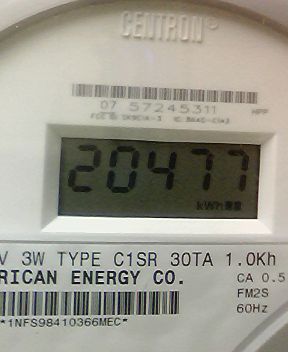 CENTRON®
07 57245311
HPP
20477
kWh
V 3W TYPE C1SR 30TA 1.0Kh
RICAN ENERGY CO.
CA 0.5
FM2S
60Hz
*1NFS98410366MEC*